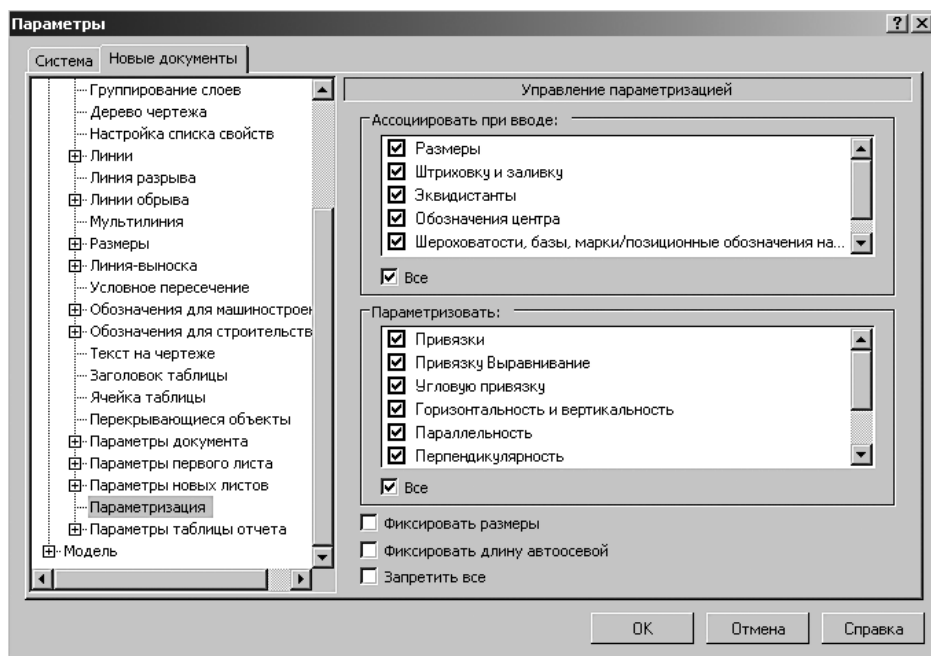 Параметры
Система
Новые документы
Группирование слоев
Дерево чертежа
Настройка списка свойств
Линии
Линия разрыва
Линии обрыва
Мультилиния
Размеры
Линия-выноска
Условное пересечение
Обозначения для машиностроен
Обозначения для строительств
Текст на чертеже
Заголовок таблицы
Ячейка таблицы
Перекрывающиеся объекты
Параметры документа
Параметры первого листа
Параметры новых листов
Параметризация
Параметры таблицы отчета
Модель
Управление параметризацией
Ассоциировать при вводе:
Размеры
Штриховку и заливку
Эквидистанты
Обозначения центра
Шероховатости, базы, марки/позиционные обозначения на...
Все
Параметризовать:
Привязки
Привязку Выравнивание
Угловую привязку
Горизонтальность и вертикальность
Параллельность
Перпендикулярность
Все
Фиксировать размеры
Фиксировать длину автоосевой
Запретить все
OK
Отмена
Справка